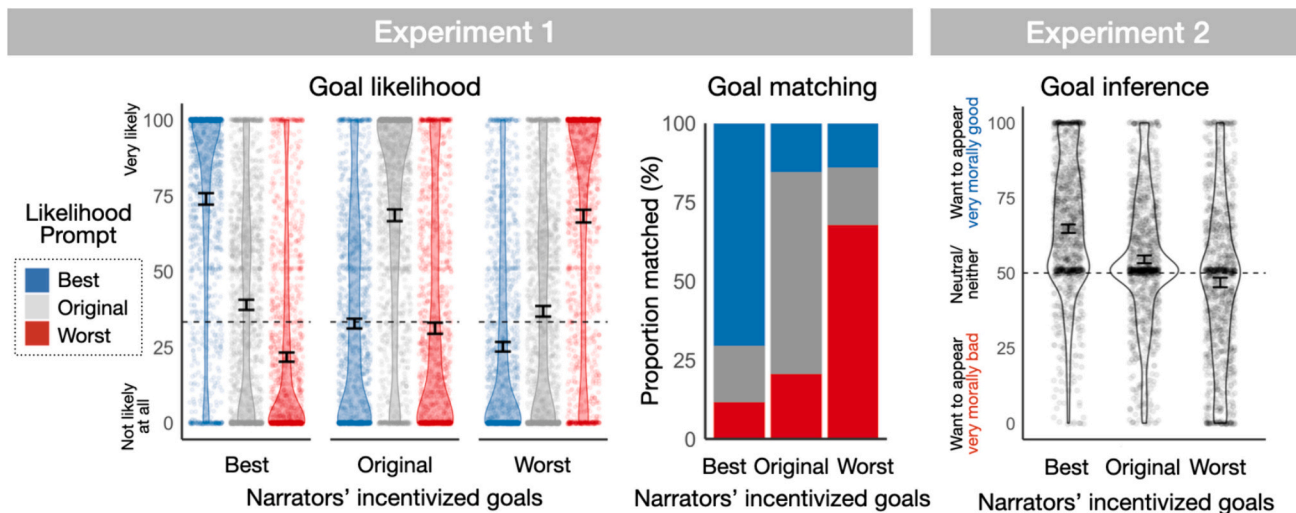 Experiment 1
Experiment 2
Goal likelihood
Goal matching
Goal inference
Likelihood
Prompt
Best
Original
Worst
Very likely
Not likely
at all
100
75
50
25
0
Best
Original
Worst
Narrators' incentivized goals
Proportion matched (%)
100
75
50
25
0
Best
Original
Worst
Narrators' incentivized goals
Want to appear
very morally good
Neutral/
neither
Want to appear
very morally bad
100
75
50
25
0
Best
Original
Worst
Narrators' incentivized goals